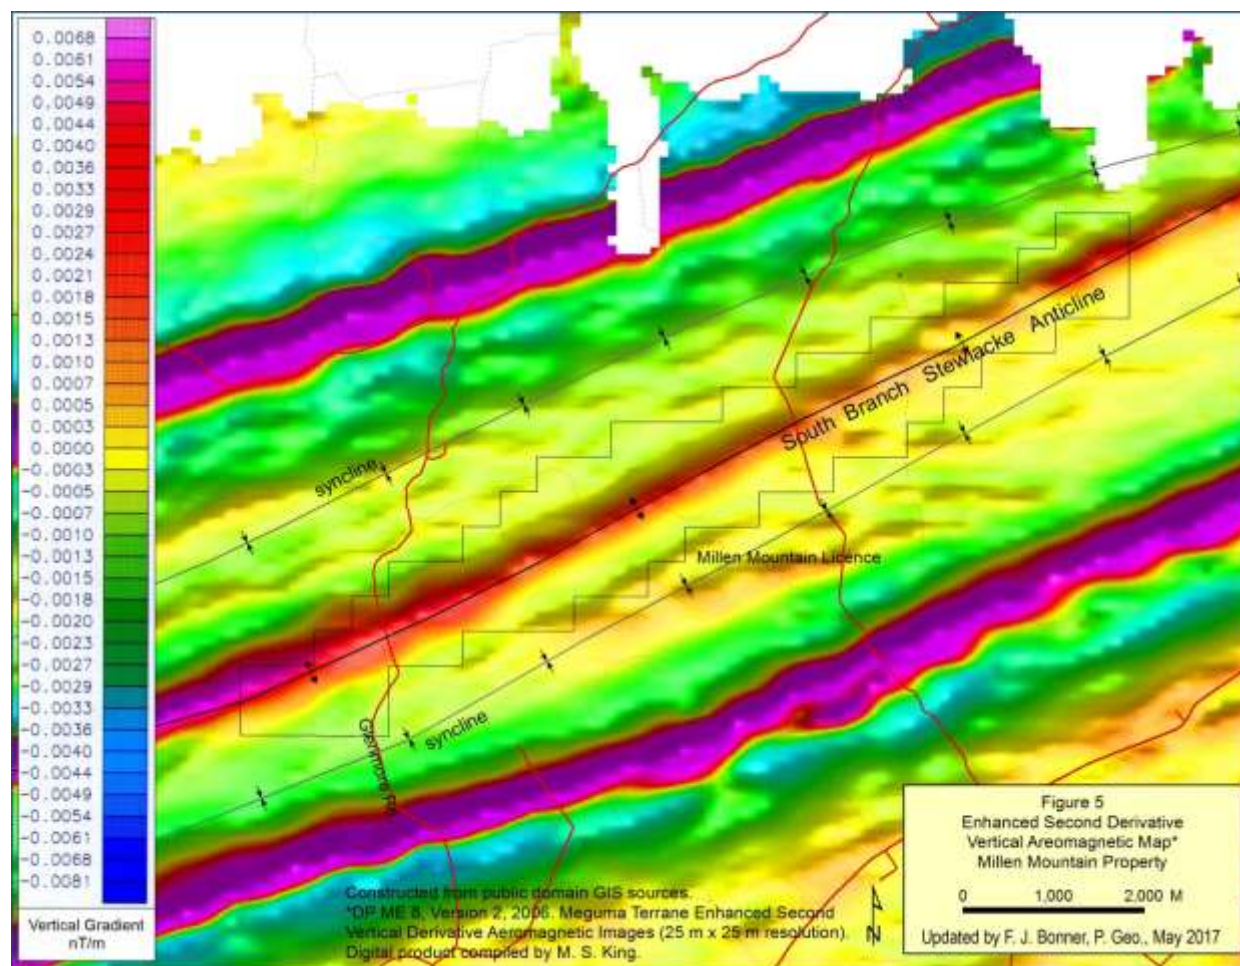 0.0068
0.0061
0.0054
0.0049
0.0044
0.0040
0.0036
0.0033
0.0029
0.0024
0.0021
0.0018
0.0015
0.0013
0.0010
0.0007
0.0005
0.0003
0.0000
-0.0003
-0.0005
-0.0007
-0.0010
-0.0013
-0.0015
-0.0018
-0.0020
-0.0023
-0.0027
-0.0029
-0.0033
-0.0036
-0.0040
-0.0044
-0.0049
-0.0054
-0.0061
-0.0068
-0.0081
Vertical Gradient
nT/m
South Branch Stewiacke Anticline
syncline
Millen Mountain Licence
syncline
Glenmore Rd
Constructed from public domain GIS sources.
*DP ME 8, Version 2, 2006. Meguma Terrane Enhanced Second
Vertical Derivative Aeromagnetic Images (25 m x 25 m resolution).
Digital product compiled by M. S. King.
N
Figure 5
Enhanced Second Derivative
Vertical Areomagnetic Map*
Millen Mountain Property
0 1,000 2,000 M
Updated by F. J. Bonner, P. Geo., May 2017